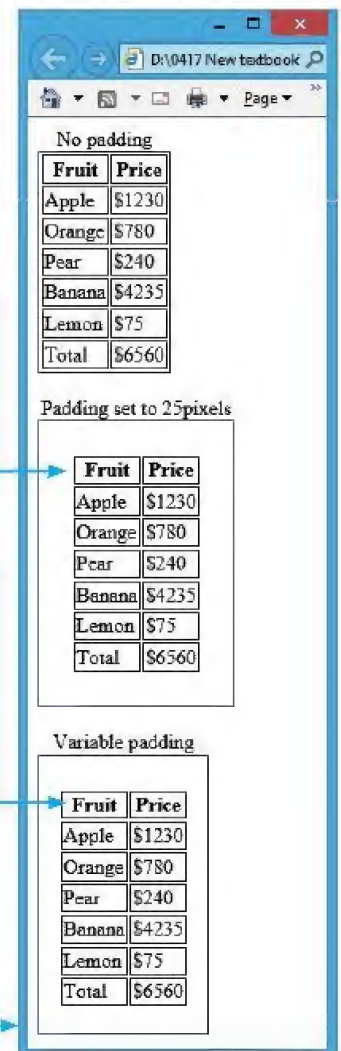 D:\0417 New textbook
Page
No padding
Fruit Price
Apple $1230
Orange $780
Pear $240
Banana $4235
Lemon $75
Total $6560
Padding set to 25pixels
Fruit Price
Apple $1230
Orange $780
Pear $240
Banana $4235
Lemon $75
Total $6560
Variable padding
Fruit Price
Apple $1230
Orange $780
Pear $240
Banana $4235
Lemon $75
Total $6560